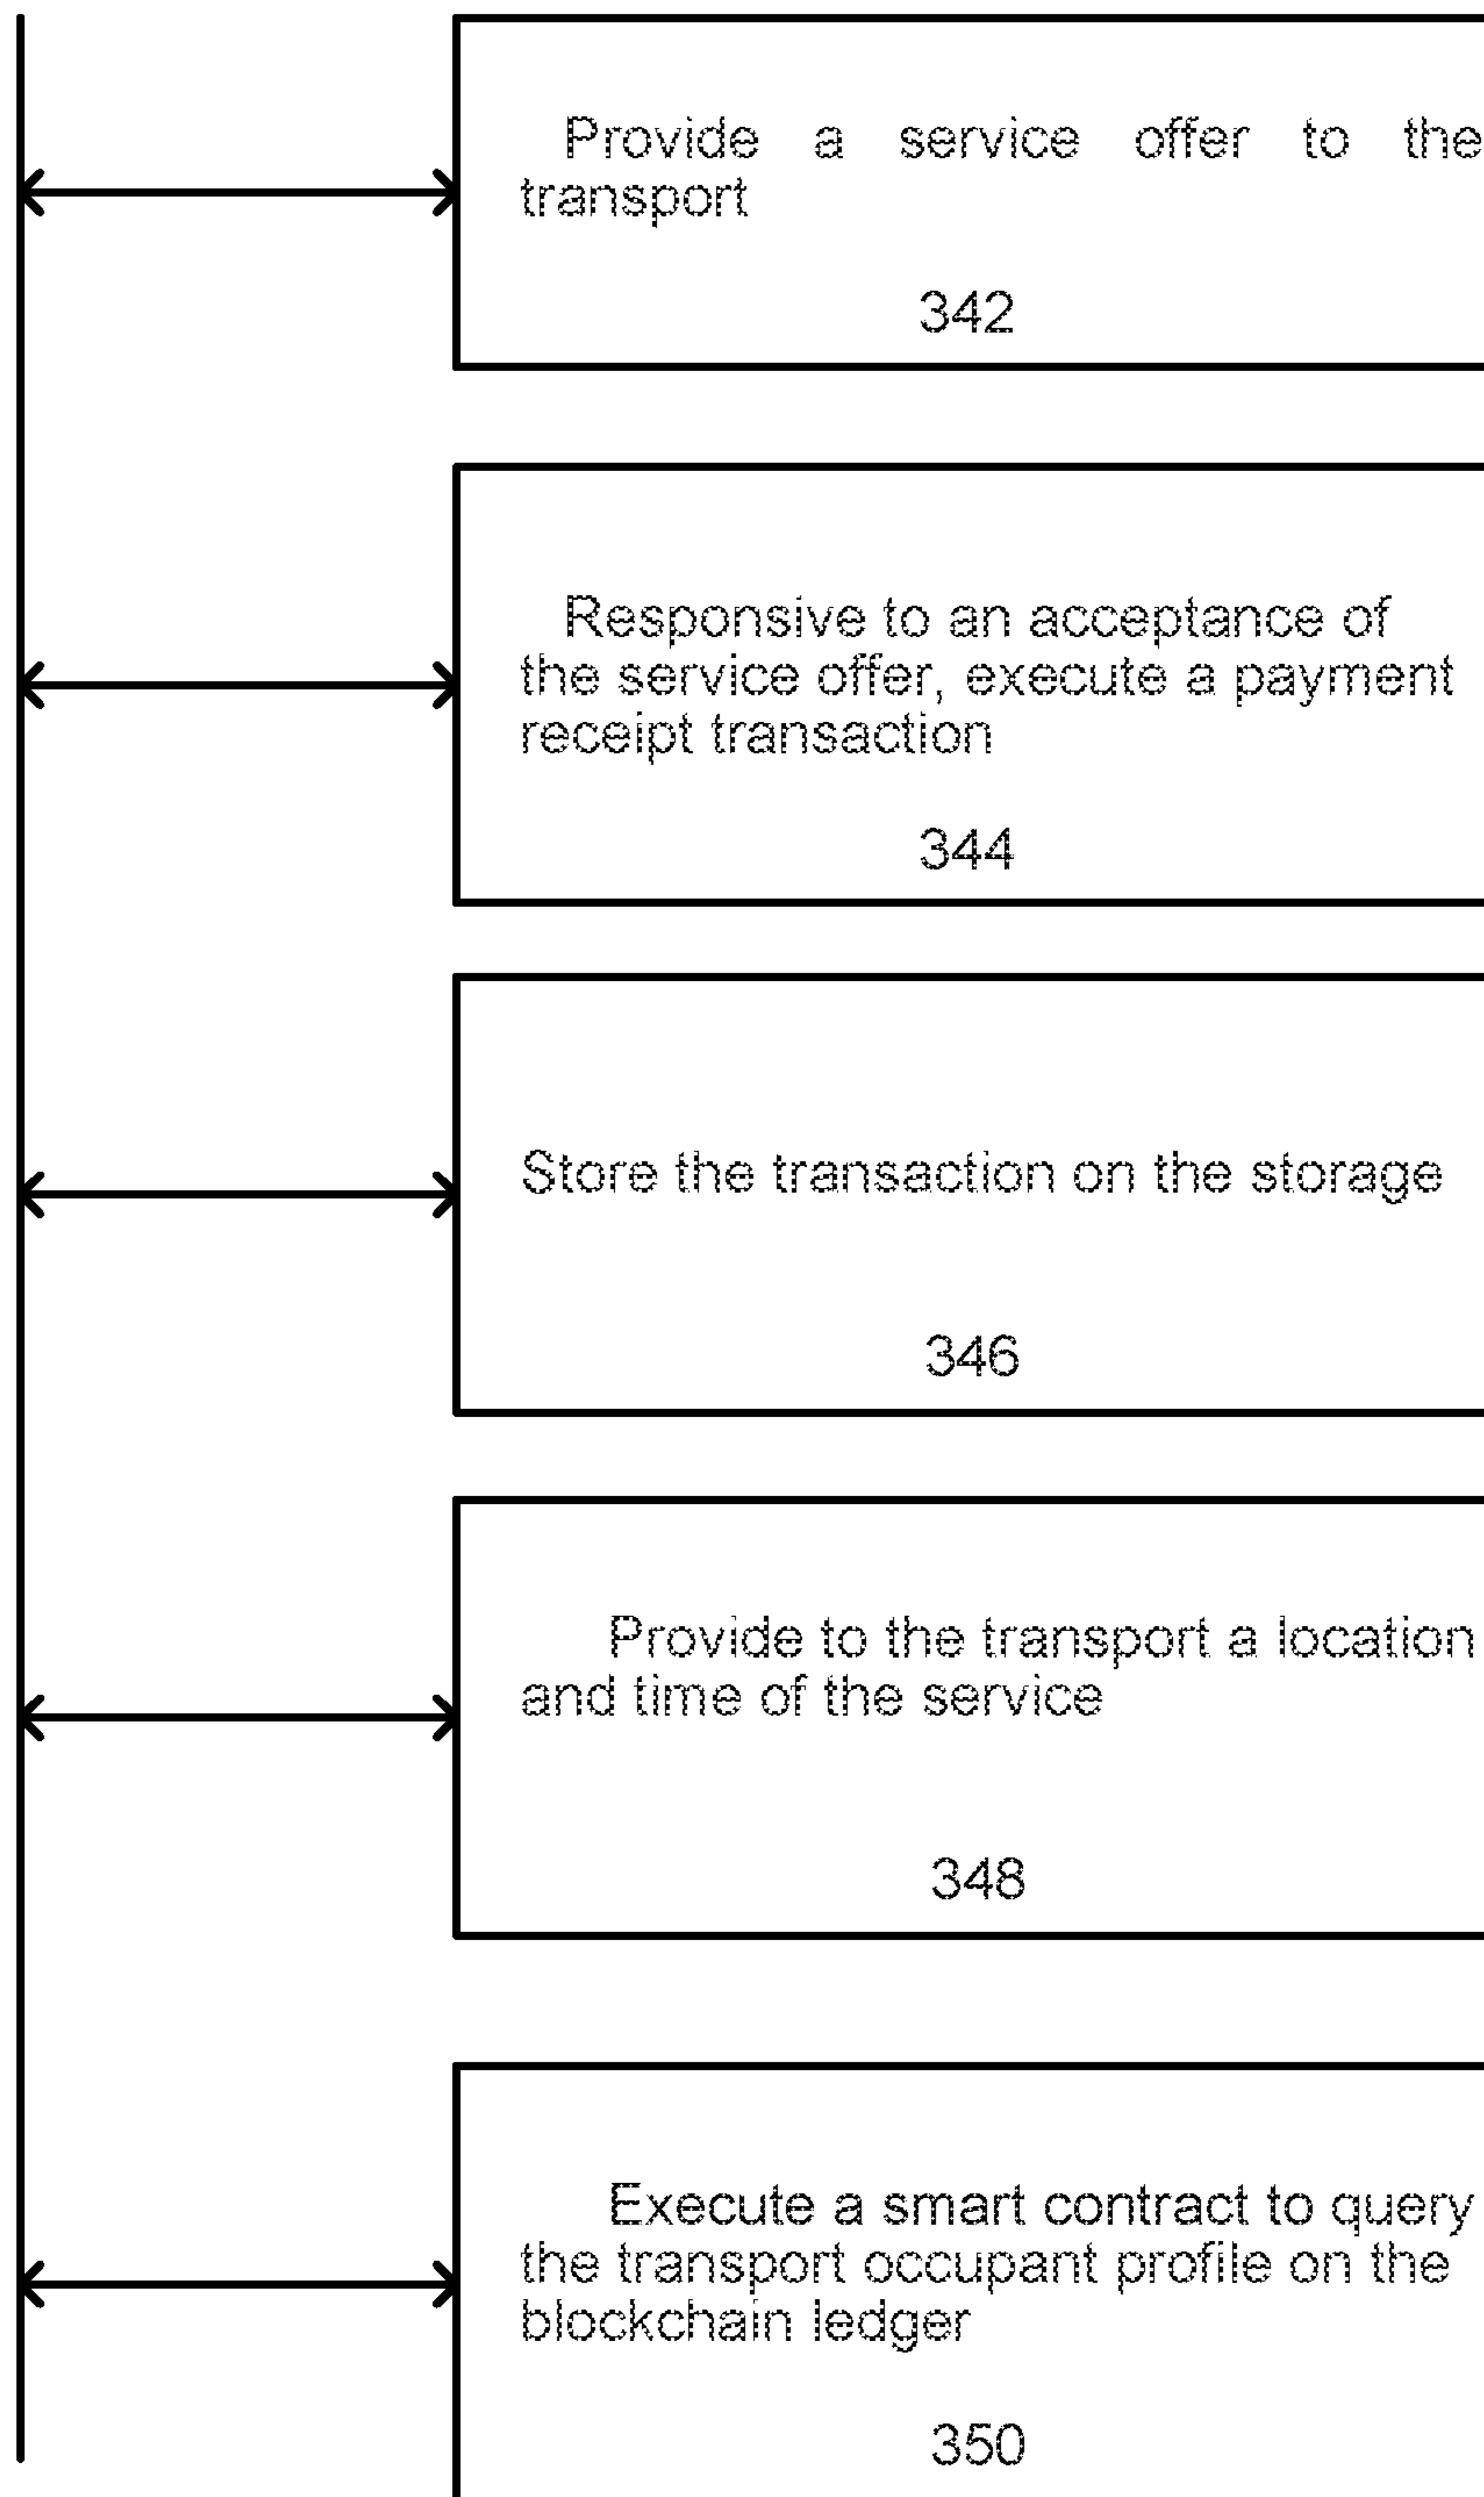 Provide a service offer to the
transport
342
Responsive to an acceptance of
the service offer, execute a payment
receipt transaction
344
Store the transaction on the storage
346
Provide to the transport a location
and time of the service
348
Execute a smart contract to query
the transport occupant profile on the
blockchain ledger
350